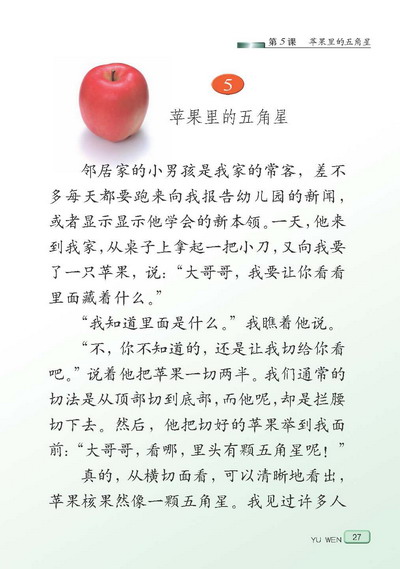 第5课 苹果里的五角星
5
苹果里的五角星
邻居家的小男孩是我家的常客，差不
多每天都要跑来向我报告幼儿园的新闻，
或者显示显示他学会的新本领。一天，他来
到我家，从桌子上拿起一把小刀，又向我要
了一只苹果，说：“大哥哥，我要让你看看
里面藏着什么。”
“我知道里面是什么。”我瞧着他说。
“不，你不知道的，还是让我切给你看
吧。”说着他把苹果一切两半。我们通常的
切法是从顶部切到底部，而他呢，却是拦腰
切下去。然后，他把切好的苹果举到我面
前：“大哥哥，看哪，里头有颗五角星呢！”
真的，从横切面看，可以清晰地看出，
苹果核果然像一颗五角星。我见过许多人
YU WEN 27